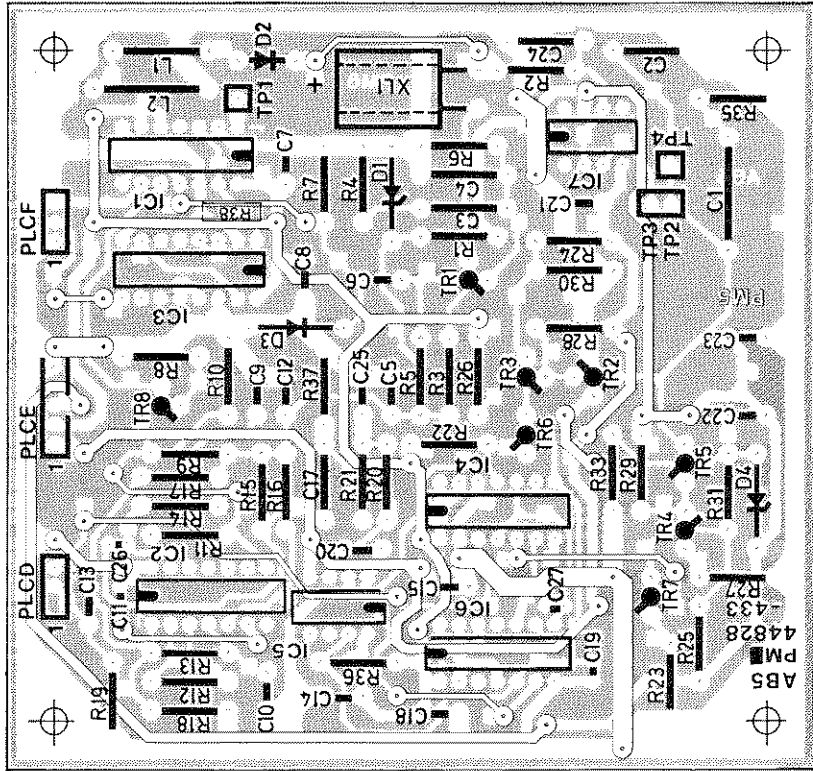 D2
L1
L2
TP1
+
XL1
C24
R2
C2
R35
TP4
C7
IC1
R38
R7
R4
D1
R6
C4
C3
R1
IC7
C21
R24
R30
TP3
TP2
C1
PLCF
1
IC3
C8
C6
TR1
PM5
D3
R28
C23
R8
R10
C9
C12
R37
C25
C5
R5
R3
R26
TR3
TR2
TR8
PLCE
1
C22
TR6
R22
IC4
R9
R17
R14
R15
R16
C17
R21
R20
R33
R29
TR5
TR4
R31
D4
R11
IC2
C26
C20
PLCD
1
C13
C11
C15
IC6
C27
TR7
R27
-433
44828
PM
AB5
IC5
R13
R12
R18
R19
C10
R36
C14
C18
C19
R23
R25